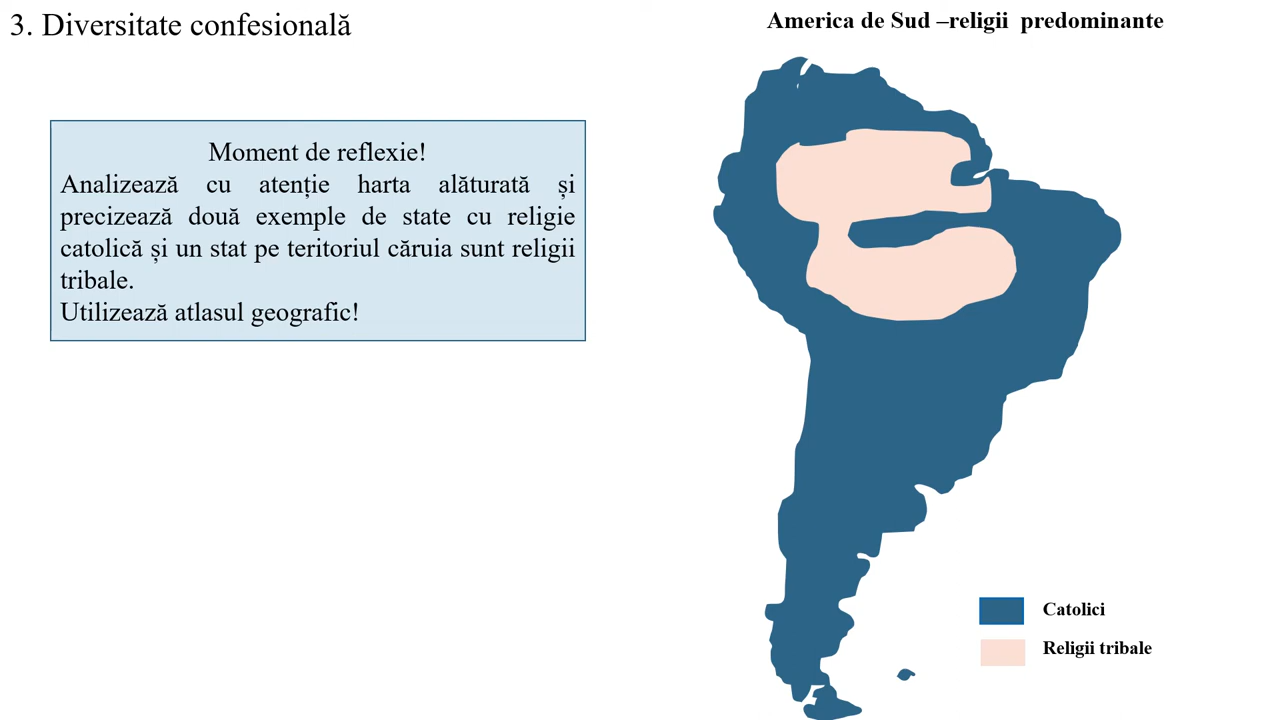 3. Diversitate confesională
America de Sud –religii predominante
Moment de reflexie!
Analizează cu atenție harta alăturată și
precizează două exemple de state cu religie
catolică și un stat pe teritoriul căruia sunt religii
tribale.
Utilizează atlasul geografic!
Catolici
Religii tribale